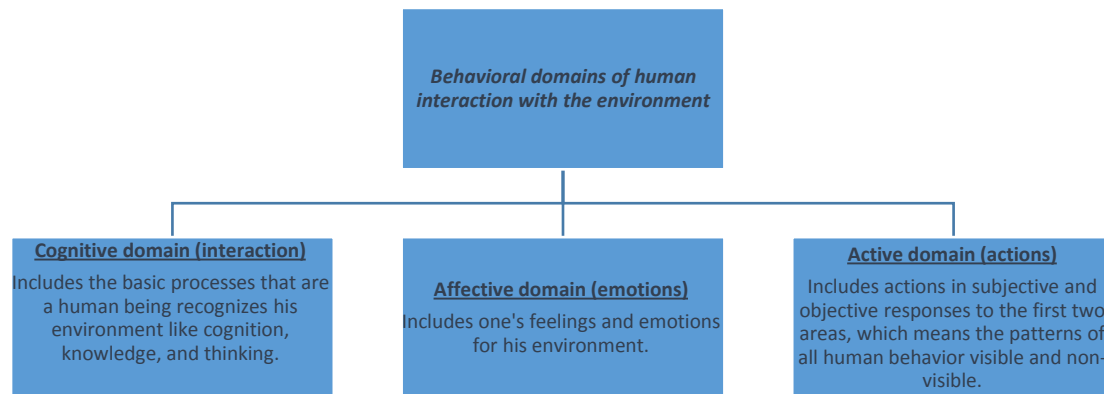 Behavioral domains of human
interaction with the environment
Cognitive domain (interaction)
Includes the basic processes that are
a human being recognizes his
environment like cognition,
knowledge, and thinking.
Affective domain (emotions)
Includes one's feelings and emotions
for his environment.
Active domain (actions)
Includes actions in subjective and
objective responses to the first two
areas, which means the patterns of
all human behavior visible and non-
visible.